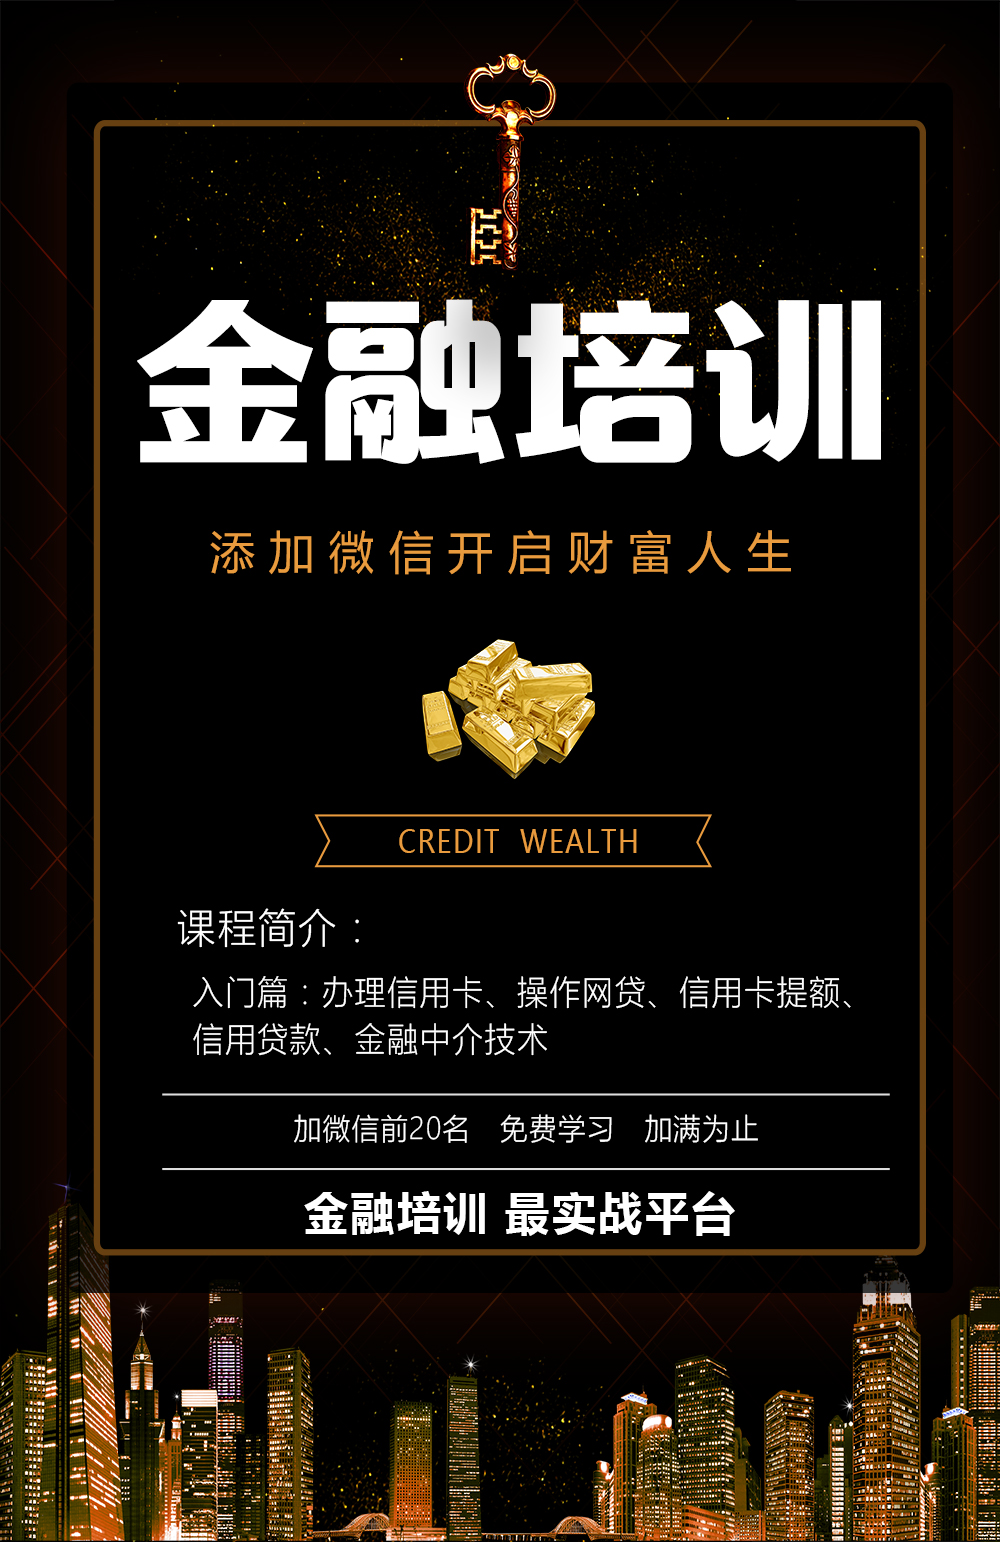 金融培训
添加微信开启财富人生
CREDIT WEALTH
课程简介：
入门篇：办理信用卡、操作网贷、信用卡提额、
信用贷款、金融中介技术
加微信前20名 免费学习 加满为止
金融培训 最实战平台